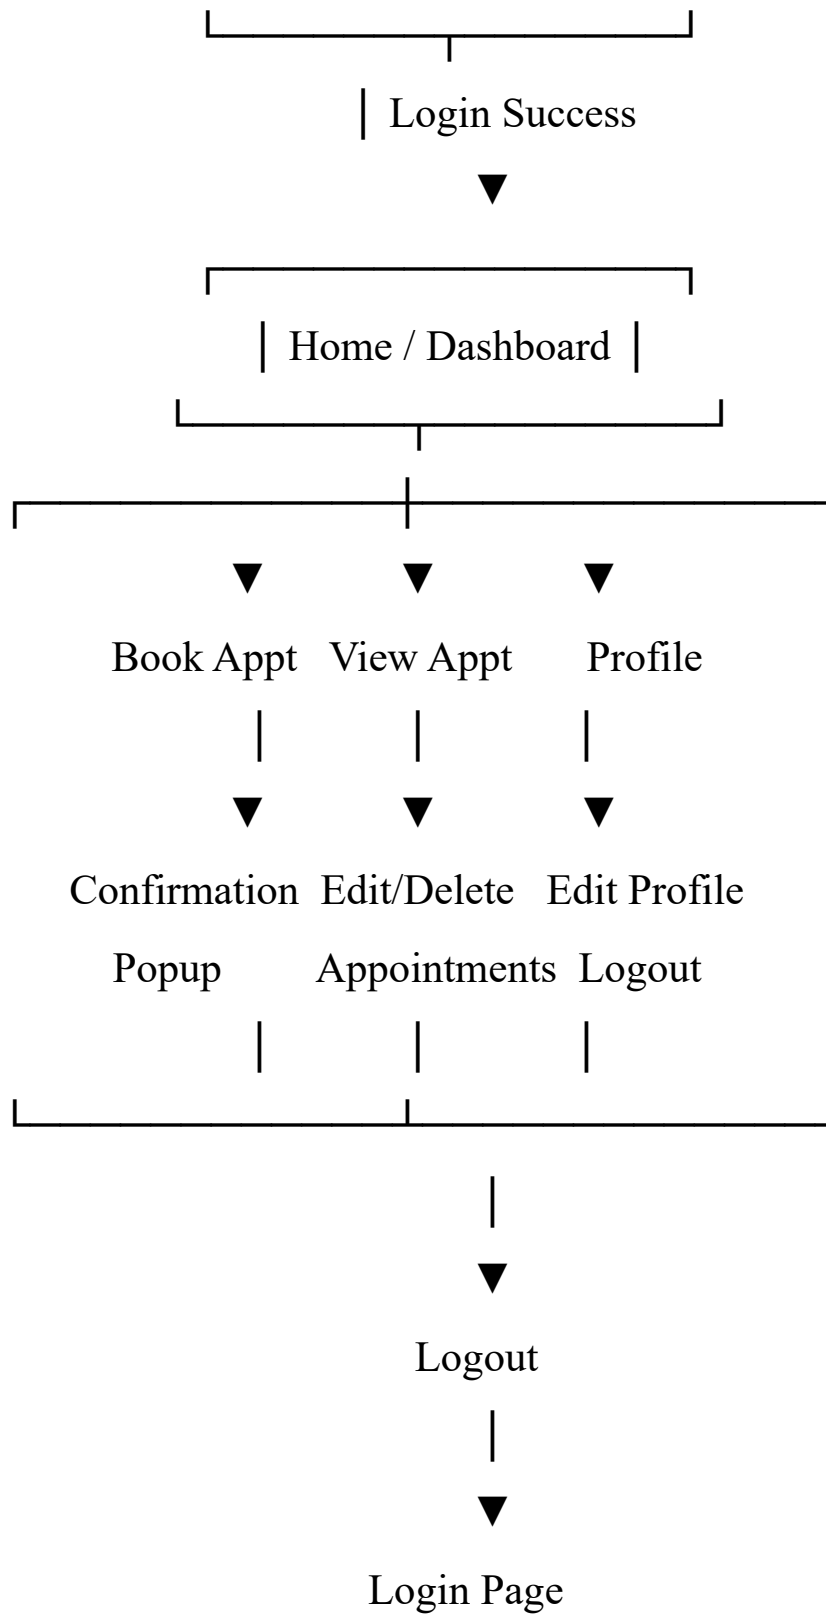 Login Success
▼
Home / Dashboard
▼ ▼ ▼
Book Appt View Appt Profile
▼ ▼ ▼
Confirmation Edit/Delete Edit Profile
Popup Appointments Logout
▼
Logout
▼
Login Page